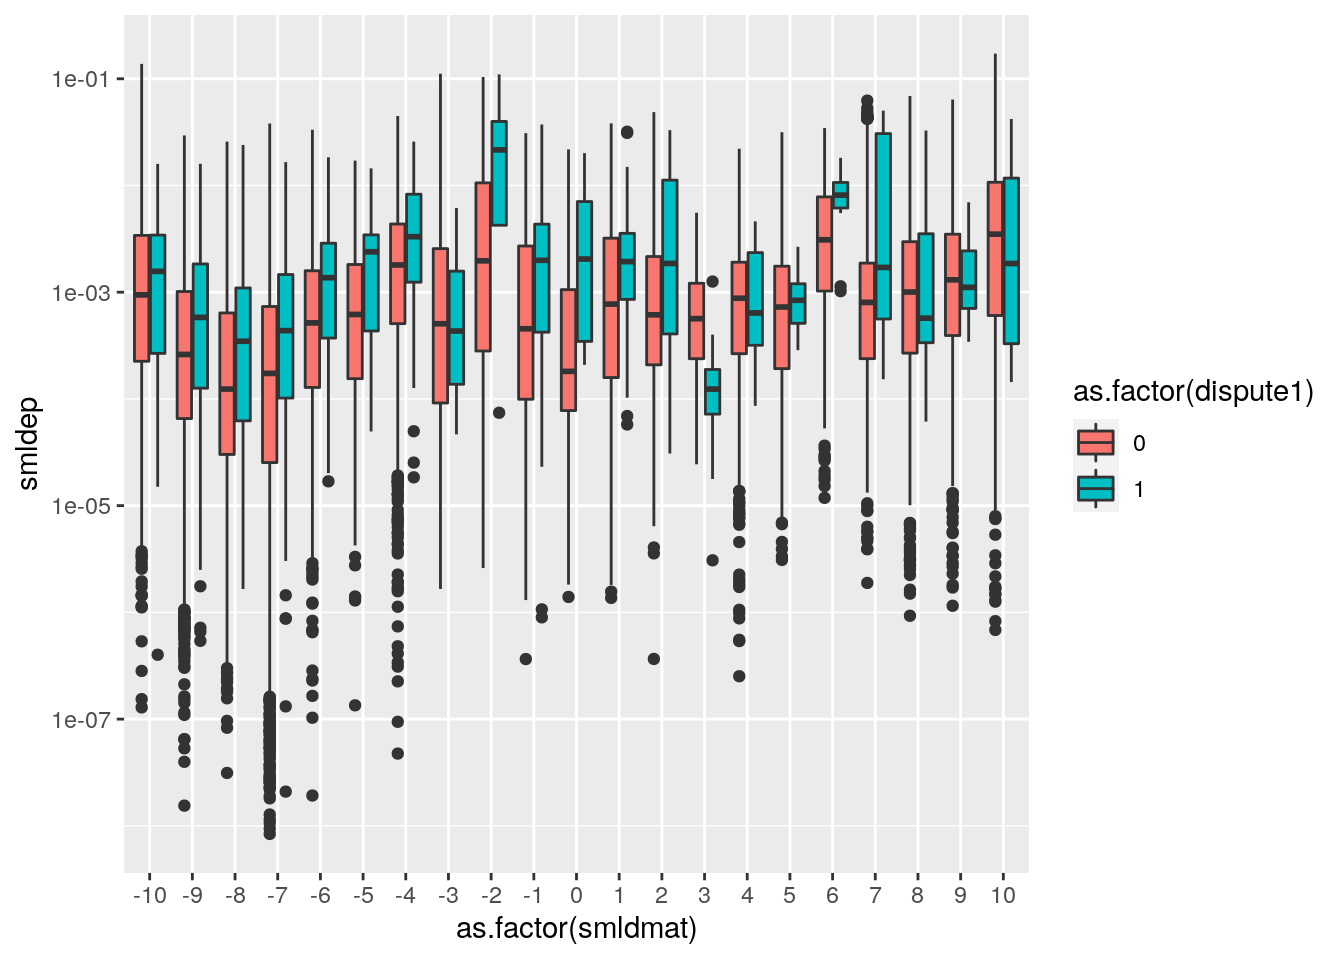 1e-01
1e-03
1e-05
1e-07
smldep
-10 -9 -8 -7 -6 -5 -4 -3 -2 -1 0 1 2 3 4 5 6 7 8 9 10
as.factor(smldmat)
as.factor(dispute1)
0
1